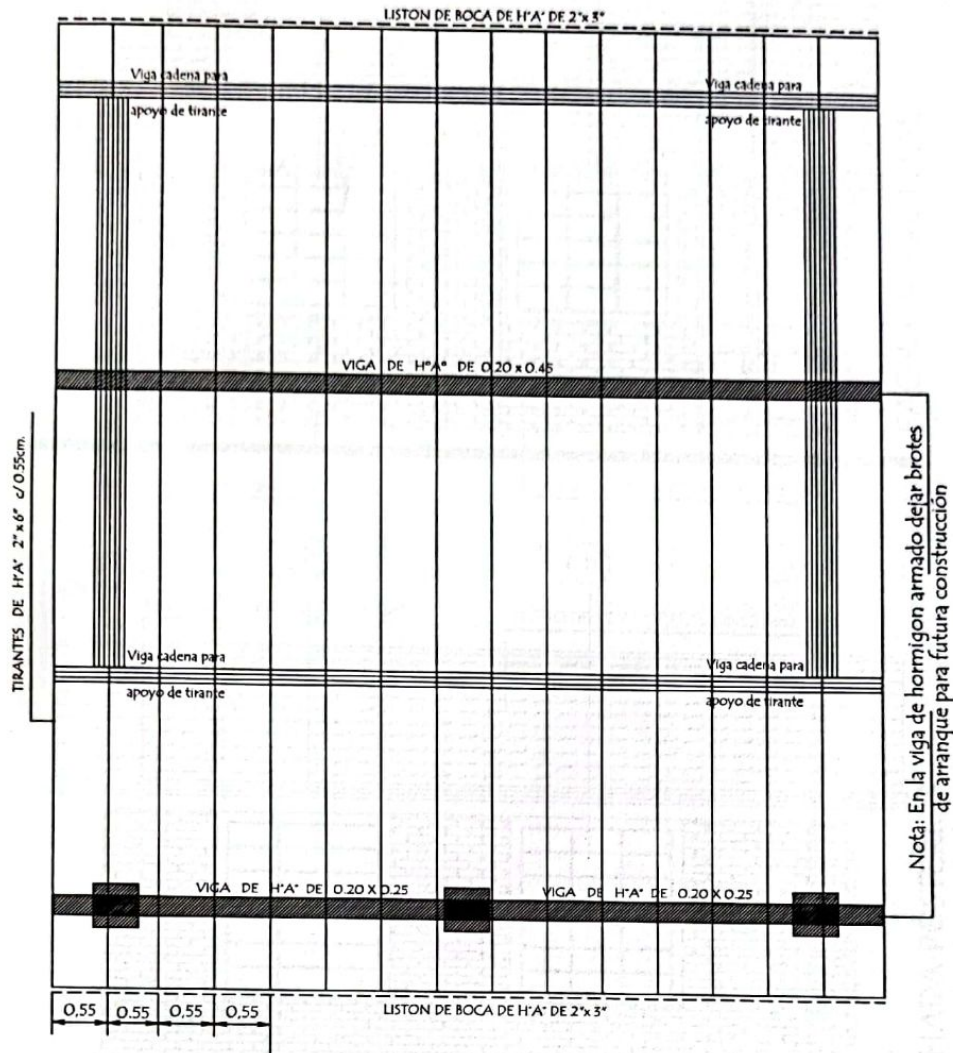 LISTON DE BOCA DE H°A° DE 2"x 3"
Viga cadena para
apoyo de tirante
Viga cadena para
apoyo de tirante
VIGA DE H°A° DE 0.20 x 0.45
TIRANTES DE H°A° 2" x 6" c/ 0.55cm.
Viga cadena para
apoyo de tirante
Viga cadena para
apoyo de tirante
Nota: En la viga de hormigon armado dejar brotes
de arranque para futura construcción
VIGA DE H°A° DE 0.20 X 0.25
VIGA DE H°A° DE 0.20 X 0.25
0,55 0,55 0,55 0,55
LISTON DE BOCA DE H°A° DE 2"x 3"